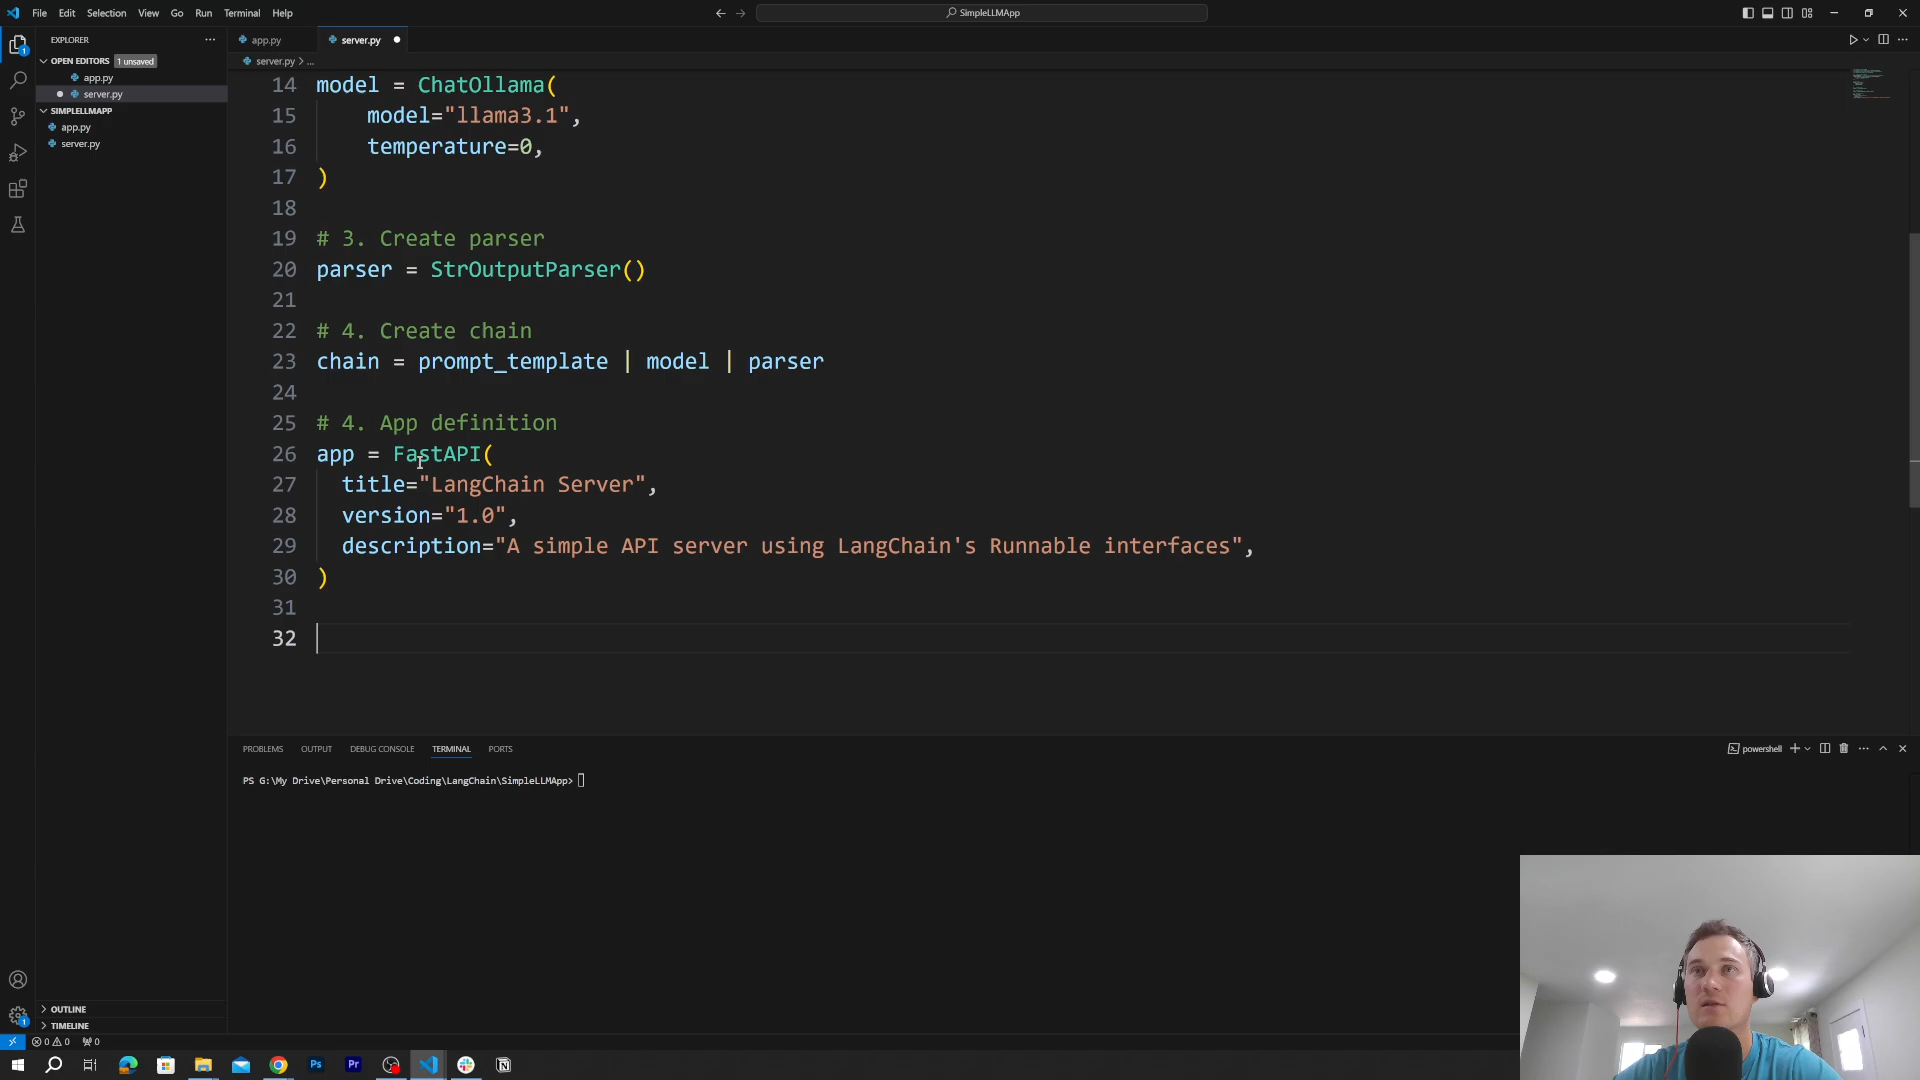 File Edit Selection View Go Run Terminal Help
SimpleLLMApp
EXPLORER
OPEN EDITORS 1 unsaved
app.py
server.py
SIMPLELLMAPP
app.py
server.py
OUTLINE
TIMELINE
app.py
server.py
server.py > ...
14 model = ChatOllama(
15 model="llama3.1",
16 temperature=0,
17 )
18
19 # 3. Create parser
20 parser = StrOutputParser()
21
22 # 4. Create chain
23 chain = prompt_template | model | parser
24
25 # 4. App definition
26 app = FastAPI(
27 title="LangChain Server",
28 version="1.0",
29 description="A simple API server using LangChain's Runnable interfaces",
30 )
31
32
PROBLEMS OUTPUT DEBUG CONSOLE TERMINAL PORTS
powershell
PS G:\My Drive\Personal Drive\Coding\LangChain\SimpleLLMApp>
1
1
0 0 0
Ps
Pr